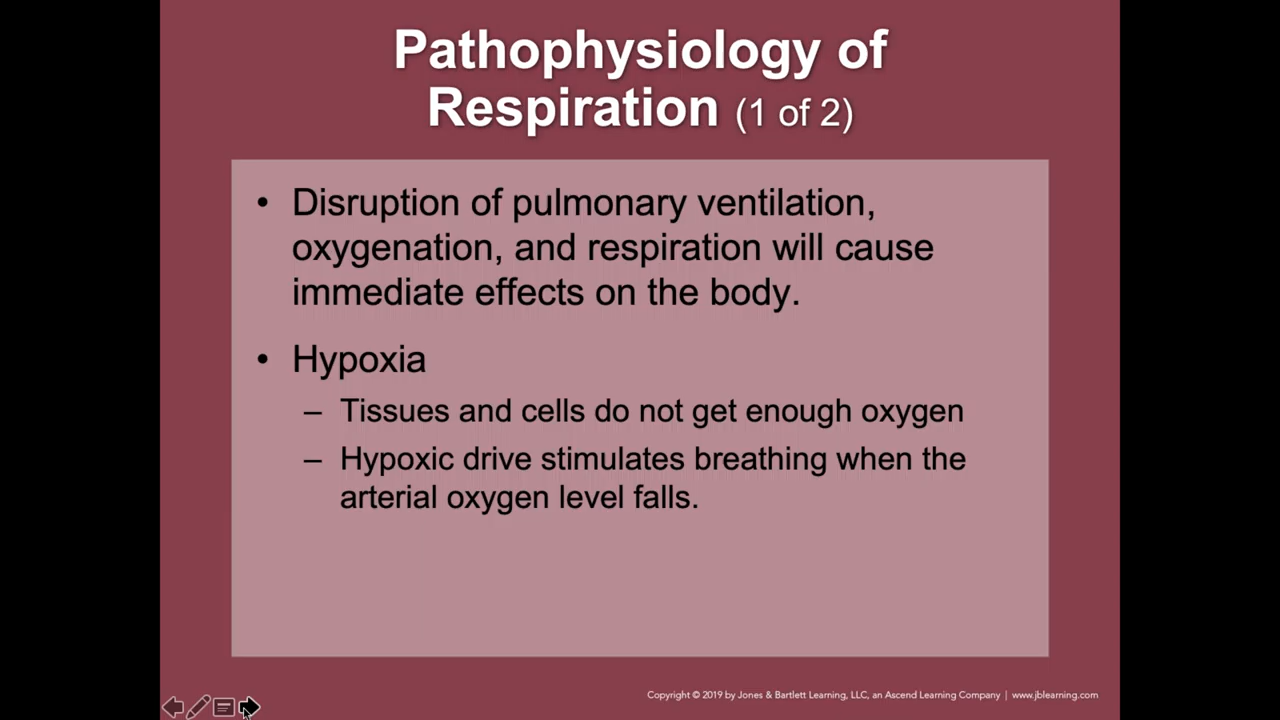 Pathophysiology of
Respiration (1 of 2)
• Disruption of pulmonary ventilation,
oxygenation, and respiration will cause
immediate effects on the body.
• Hypoxia
– Tissues and cells do not get enough oxygen
– Hypoxic drive stimulates breathing when the
arterial oxygen level falls.
Copyright © 2019 by Jones & Bartlett Learning, LLC, an Ascend Learning Company | www.jblearning.com